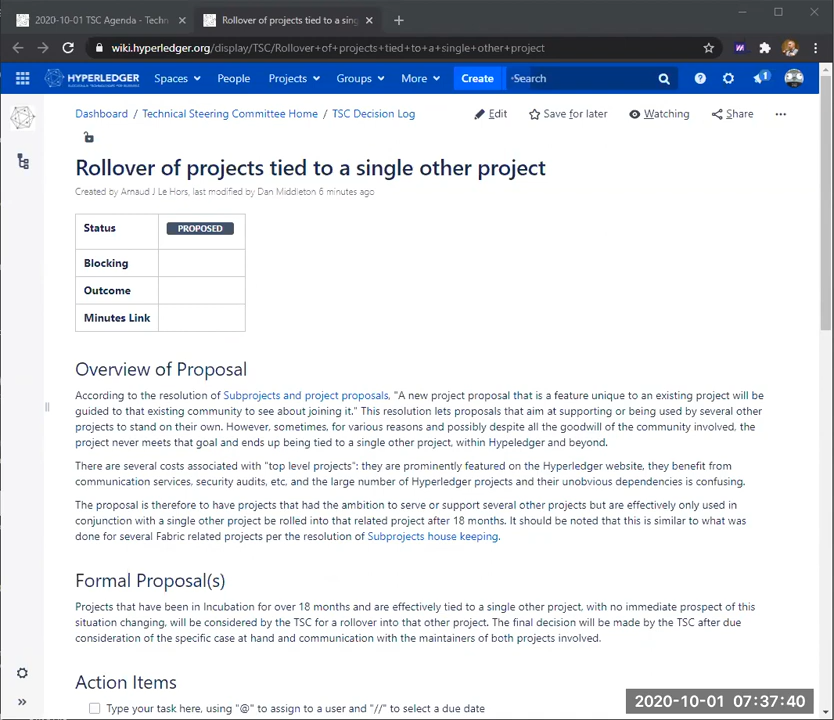 2020-10-01 TSC Agenda - Techn
Rollover of projects tied to a sing
wiki.hyperledger.org/display/TSC/Rollover+of+projects+tied+to+a+single+other+project
HYPERLEDGER
Spaces
People
Projects
Groups
More
Create
Search
1
Dashboard / Technical Steering Committee Home / TSC Decision Log
Edit
Save for later
Watching
Share
Rollover of projects tied to a single other project
Created by Arnaud J Le Hors, last modified by Dan Middleton 6 minutes ago
Status PROPOSED
Blocking
Outcome
Minutes Link
Overview of Proposal
According to the resolution of Subprojects and project proposals, "A new project proposal that is a feature unique to an existing project will be
guided to that existing community to see about joining it." This resolution lets proposals that aim at supporting or being used by several other
projects to stand on their own. However, sometimes, for various reasons and possibly despite all the goodwill of the community involved, the
project never meets that goal and ends up being tied to a single other project, within Hypeledger and beyond.
There are several costs associated with "top level projects": they are prominently featured on the Hyperledger website, they benefit from
communication services, security audits, etc, and the large number of Hyperledger projects and their unobvious dependencies is confusing.
The proposal is therefore to have projects that had the ambition to serve or support several other projects but are effectively only used in
conjunction with a single other project be rolled into that related project after 18 months. It should be noted that this is similar to what was
done for several Fabric related projects per the resolution of Subprojects house keeping.
Formal Proposal(s)
Projects that have been in Incubation for over 18 months and are effectively tied to a single other project, with no immediate prospect of this
situation changing, will be considered by the TSC for a rollover into that other project. The final decision will be made by the TSC after due
consideration of the specific case at hand and communication with the maintainers of both projects involved.
Action Items
Type your task here, using "@" to assign to a user and "//" to select a due date
2020-10-01 07:37:40